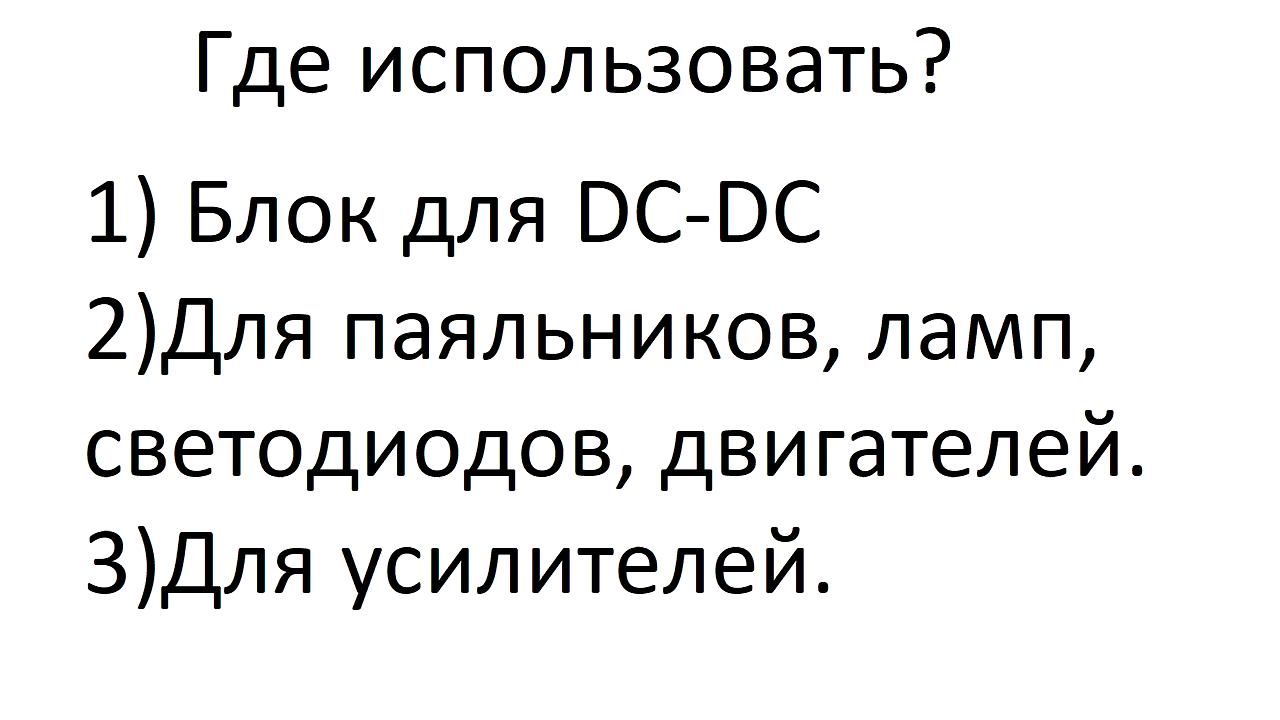 Где использовать?
1) Блок для DC-DC
2)Для паяльников, ламп,
светодиодов, двигателей.
3)Для усилителей.